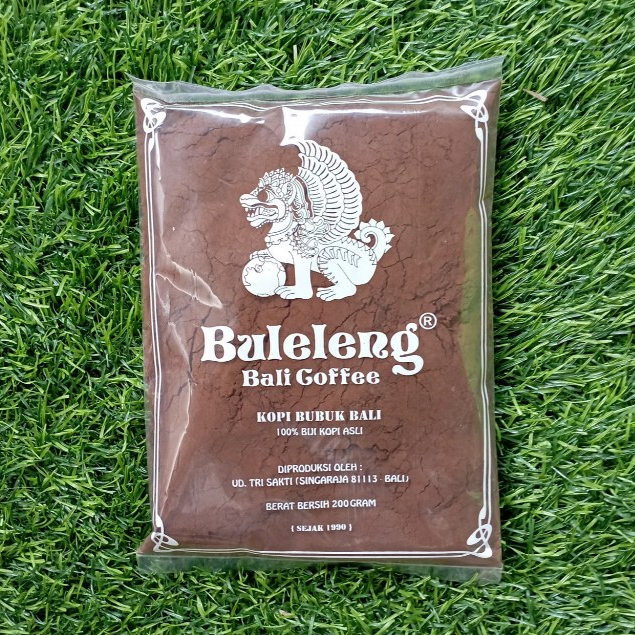 Buleleng®
Bali Coffee
KOPI BUBUK BALI
100% BIJI KOPI ASLI
DIPRODUKSI OLEH :
UD. TRI SAKTI (SINGARAJA 81113 - BALI)
BERAT BERSIH 200 GRAM
( SEJAK 1990 )